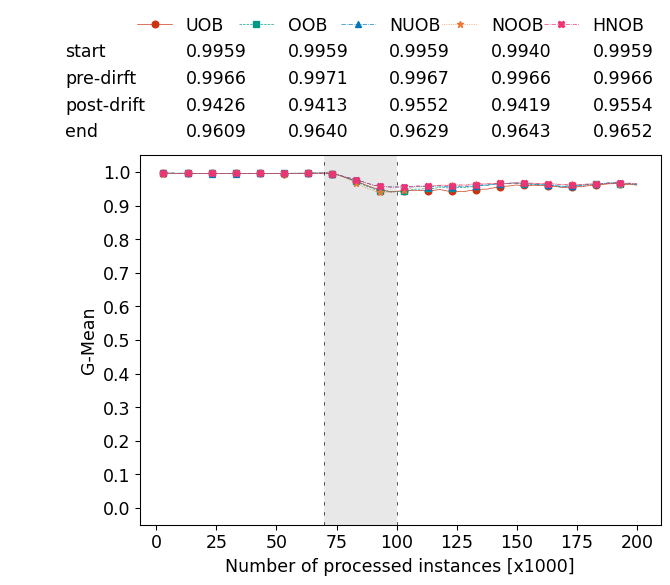 UOB OOB NUOB NOOB HNOB
start 0.9959 0.9959 0.9959 0.9940 0.9959
pre-dirft 0.9966 0.9971 0.9967 0.9966 0.9966
post-drift 0.9426 0.9413 0.9552 0.9419 0.9554
end 0.9609 0.9640 0.9629 0.9643 0.9652
1.0
0.9
0.8
0.7
0.6
0.5
0.4
0.3
0.2
0.1
0.0
G-Mean
0 25 50 75 100 125 150 175 200
Number of processed instances [x1000]